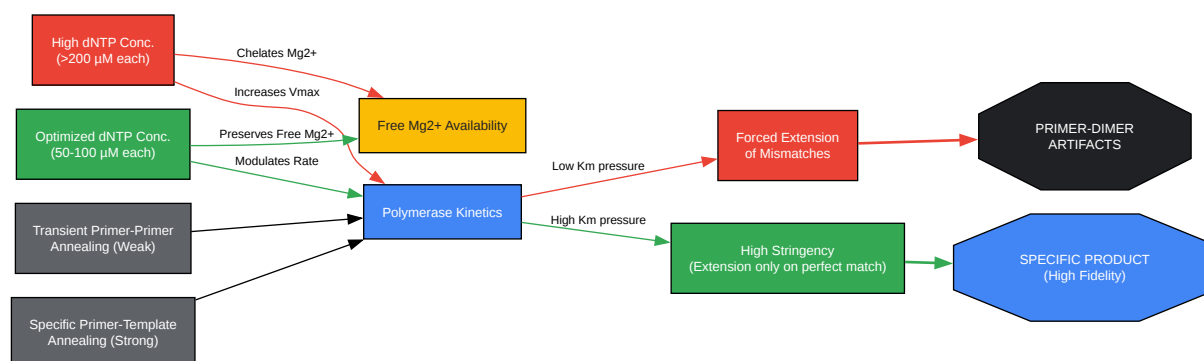 High dNTP Conc.
(>200 µM each)
Chelates Mg2+
Increases Vmax
Optimized dNTP Conc.
(50-100 µM each)
Preserves Free Mg2+
Modulates Rate
Free Mg2+ Availability
Transient Primer-Primer
Annealing (Weak)
Specific Primer-Template
Annealing (Strong)
Polymerase Kinetics
Low Km pressure
High Km pressure
Forced Extension
of Mismatches
High Stringency
(Extension only on perfect match)
PRIMER-DIMER
ARTIFACTS
SPECIFIC PRODUCT
(High Fidelity)